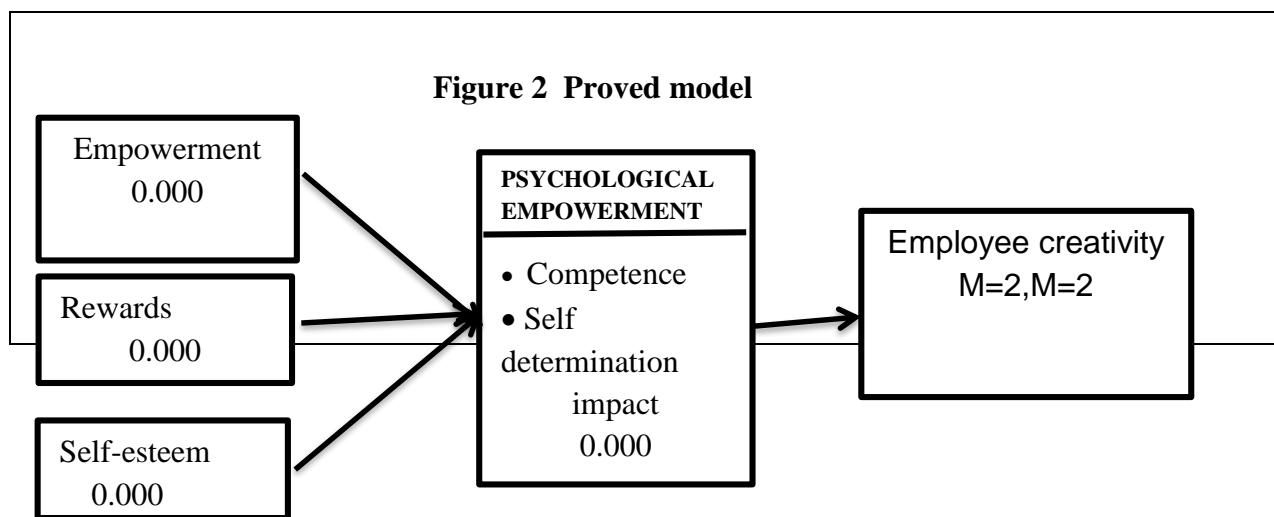 Figure 2 Proved model
Empowerment
0.000
Rewards
0.000
Self-esteem
0.000
PSYCHOLOGICAL
EMPOWERMENT
• Competence
• Self
determination
impact
0.000
Employee creativity
M=2,M=2